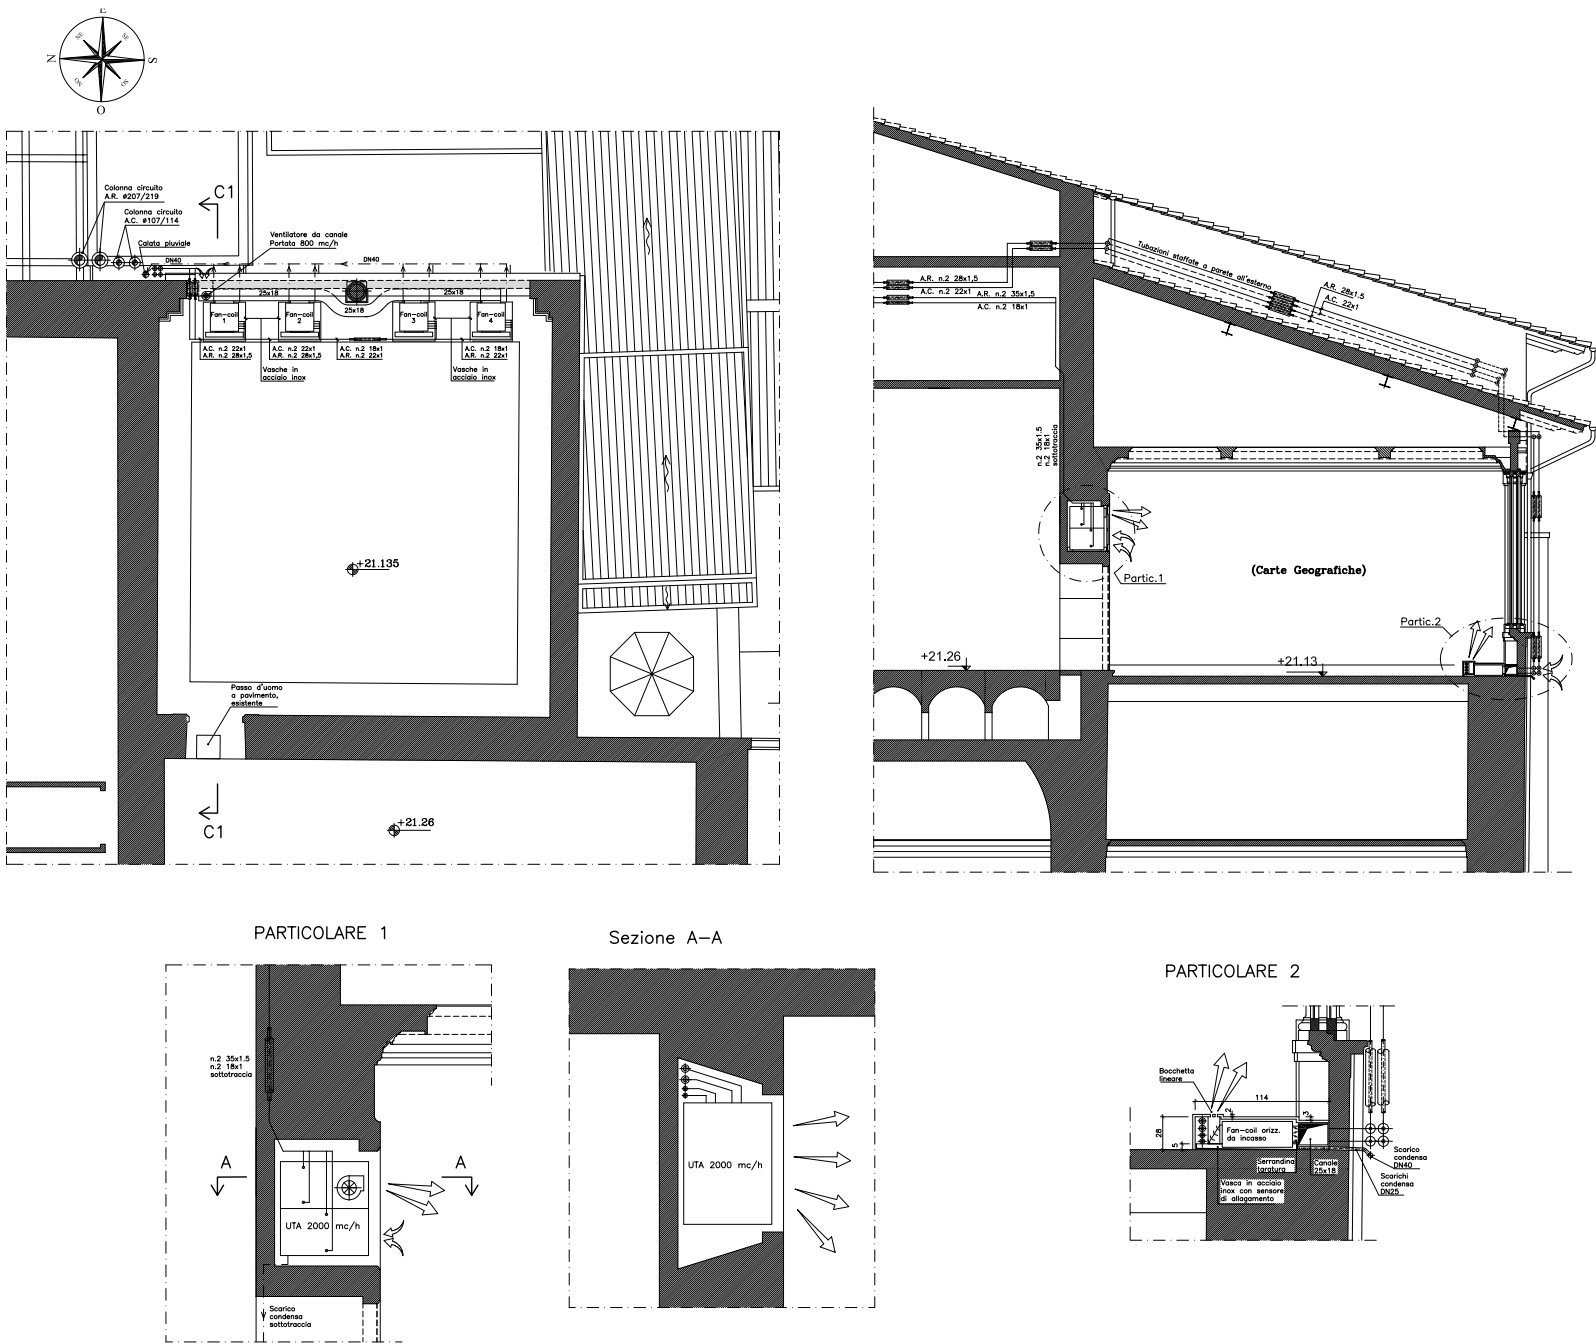 E
NE
SE
N
S
NO
SO
O
Colonna circuito
A.R. ø207/219
Colonna circuito
A.C. ø107/114
Calata pluviale
C1
Ventilatore da canale
Portata 800 mc/h
DN40
DN40
25x18
25x18
25x18
Fan-coil
1
Fan-coil
2
Fan-coil
3
Fan-coil
4
A.C. n.2 22x1
A.R. n.2 28x1,5
A.C. n.2 22x1
A.R. n.2 28x1,5
A.C. n.2 18x1
A.R. n.2 22x1
A.C. n.2 18x1
A.R. n.2 22x1
Vasche in
acciaio inox
Vasche in
acciaio inox
+21.135
Passo d'uomo
a pavimento,
esistente
C1
+21.26
Tubazioni staffate a parete all'esterno
A.R. 28x1.5
A.C. 22x1
A.R. n.2 28x1,5
A.C. n.2 22x1
A.R. n.2 35x1,5
A.C. n.2 18x1
n.2 35x1.5
n.2 18x1
sottotraccia
Partic.1
(Carte Geografiche)
Partic.2
+21.26
+21.13
PARTICOLARE 1
n.2 35x1.5
n.2 18x1
sottotraccia
A
A
UTA 2000 mc/h
Scarico
condensa
sottotraccia
Sezione A-A
UTA 2000 mc/h
PARTICOLARE 2
Bocchetta
lineare
114
2
3
28
5
Fan-coil orizz.
da incasso
Serrandina
taratura
Canale
25x18
Vasca in acciaio
inox con sensore
di allagamento
Scarico
condensa
DN40
Scarichi
condensa
DN25